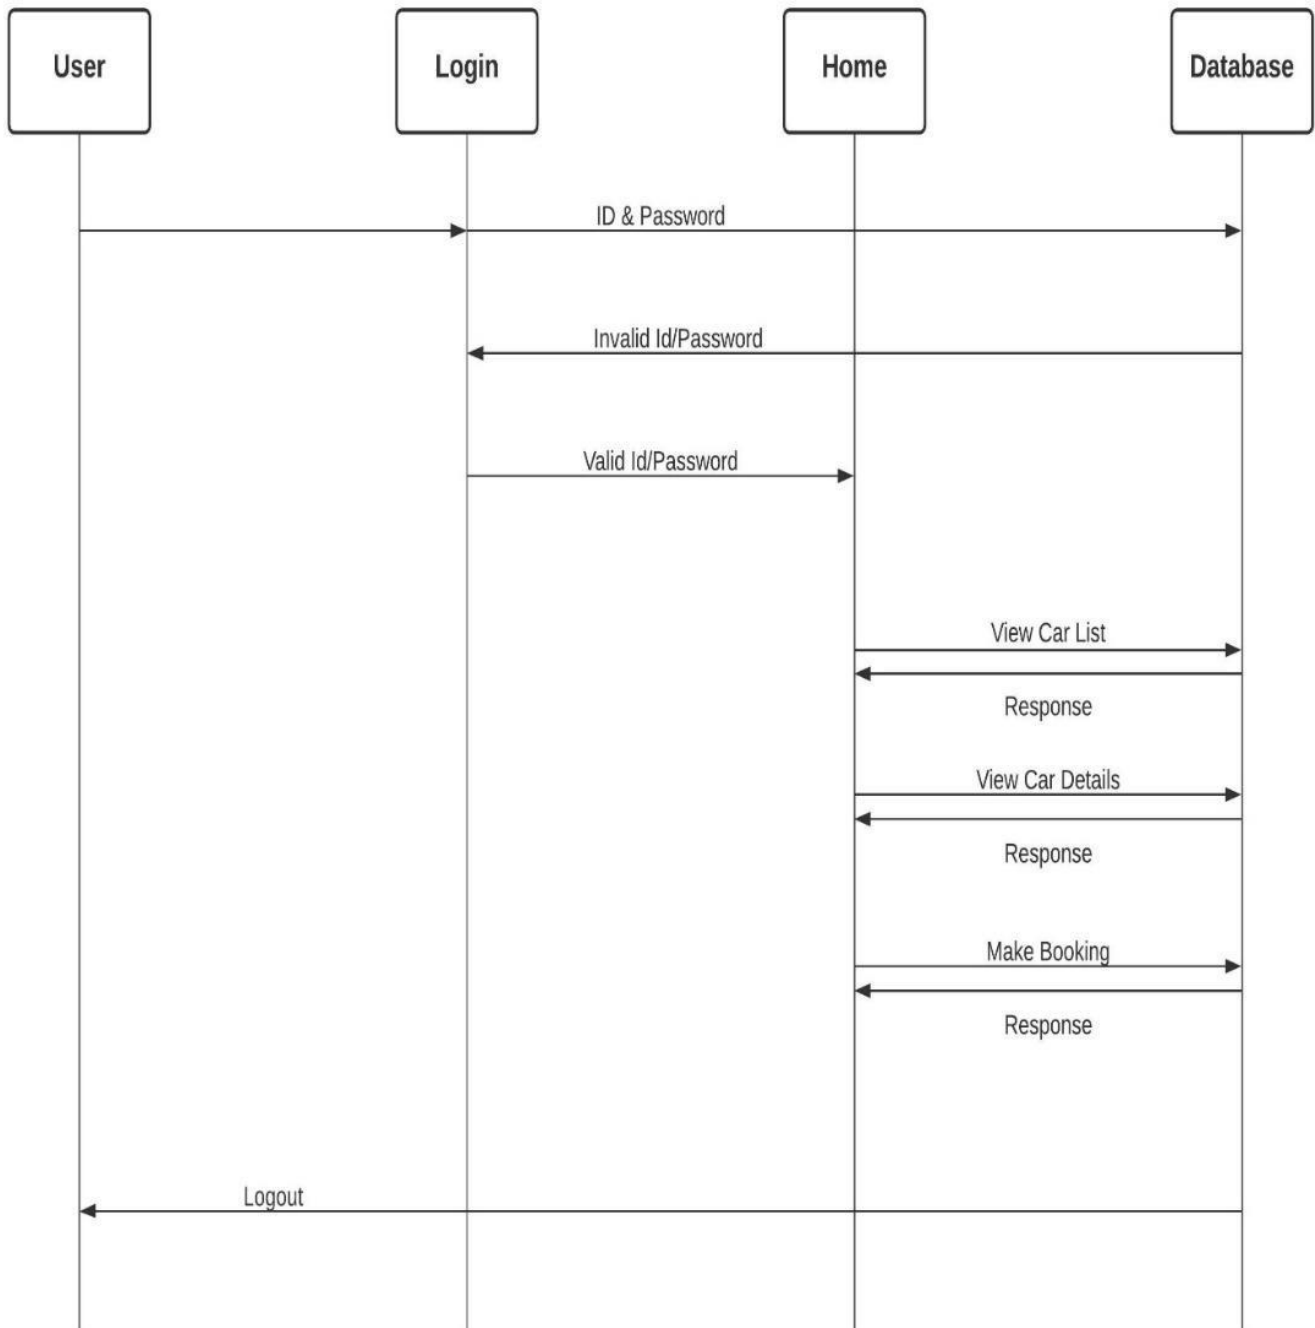 User
Login
Home
Database
ID & Password
Invalid Id/Password
Valid Id/Password
View Car List
Response
View Car Details
Response
Make Booking
Response
Logout